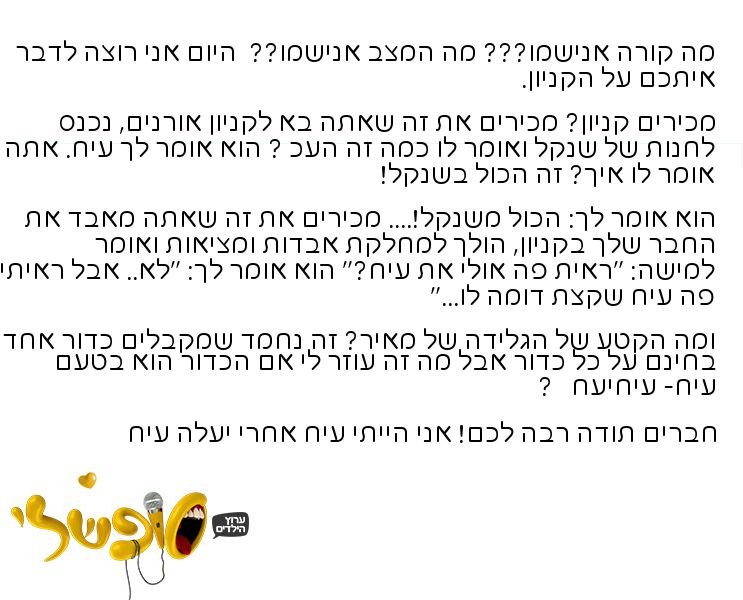 מה קורה אנישמו??? מה המצב אנישמו?? היום אני רוצה לדבר
איתכם על הקניון.
מכירים קניון? מכירים את זה שאתה בא לקניון אורנים, נכנס
לחנות של שנקל ואומר לו כמה זה העכ ? הוא אומר לך עיח. אתה
אומר לו איך? זה הכול בשנקל!
הוא אומר לך: הכול משנקל!.... מכירים את זה שאתה מאבד את
החבר שלך בקניון, הולך למחלקת אבדות ומציאות ואומר
למישה: "ראית פה אולי את עיח?" הוא אומר לך: "לא.. אבל ראיתי
פה עיח שקצת דומה לו..."
ומה הקטע של הגלידה של מאיר? זה נחמד שמקבלים כדור אחד
בחינם על כל כדור אבל מה זה עוזר לי אם הכדור הוא בטעם
עיח- עיחיעח ?
חברים תודה רבה לכם! אני הייתי עיח אחרי יעלה עיח
סופשלי
ערוץ
הילדים